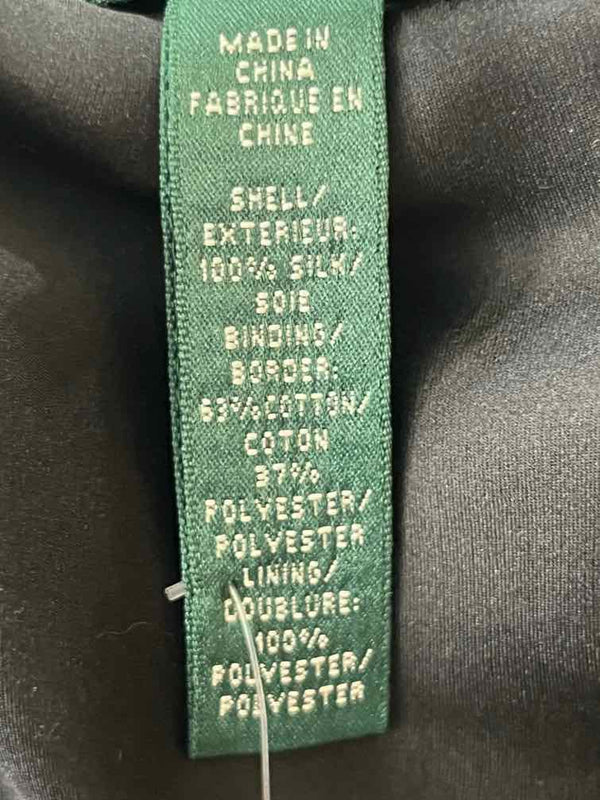 MADE IN
CHINA
FABRIQUE EN
CHINE
SHELL/
EXTERIEUR:
100% SILK/
SOIE
BINDING/
BORDER:
63% COTTON/
COTON
37%
POLYESTER/
POLYESTER
LINING/
DOUBLURE:
100%
POLYESTER/
POLYESTER